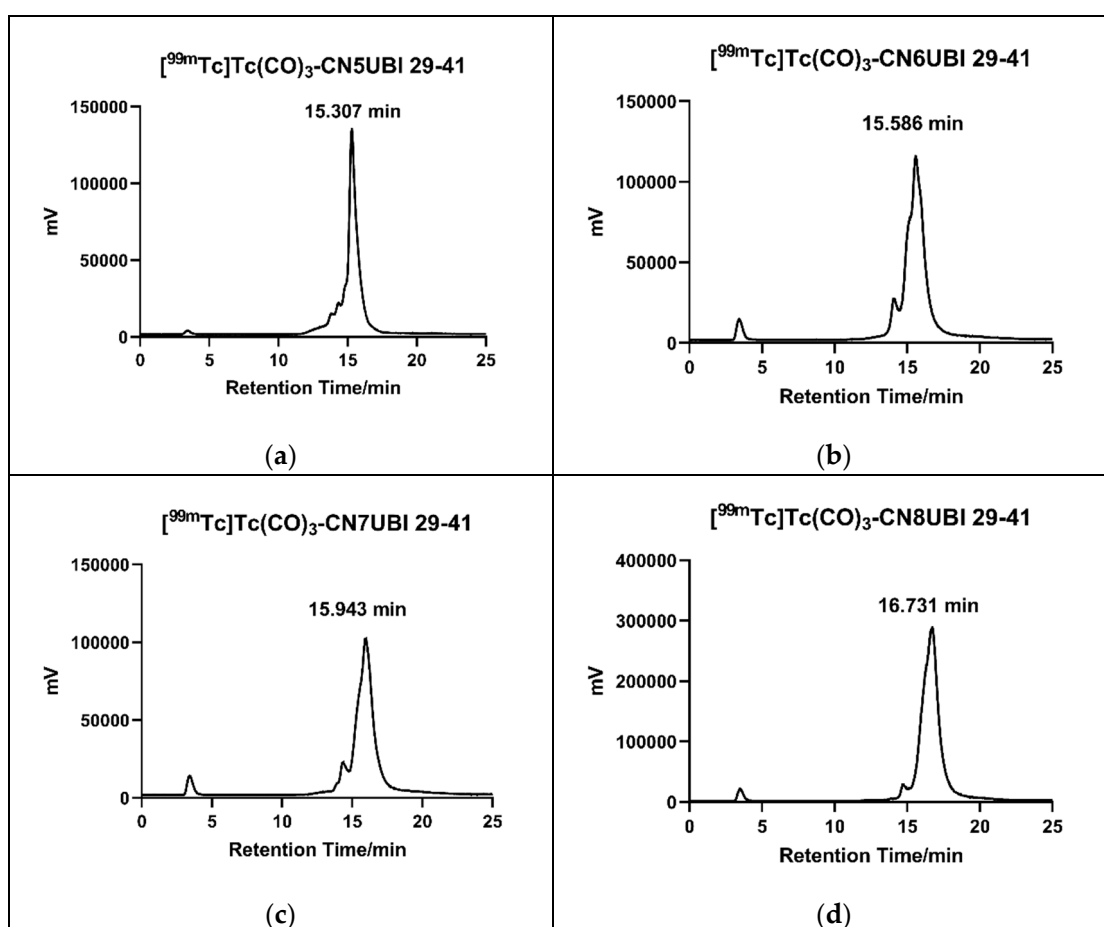 [⁹⁹ᵐTc]Tc(CO)₃-CN5UBI 29-41
15.307 min
150000
100000
50000
0
mV
0 5 10 15 20 25
Retention Time/min
(a)
[⁹⁹ᵐTc]Tc(CO)₃-CN6UBI 29-41
15.586 min
150000
100000
50000
0
mV
0 5 10 15 20 25
Retention Time/min
(b)
[⁹⁹ᵐTc]Tc(CO)₃-CN7UBI 29-41
15.943 min
150000
100000
50000
0
mV
0 5 10 15 20 25
Retention Time/min
(c)
[⁹⁹ᵐTc]Tc(CO)₃-CN8UBI 29-41
16.731 min
400000
300000
200000
100000
0
mV
0 5 10 15 20 25
Retention Time/min
(d)